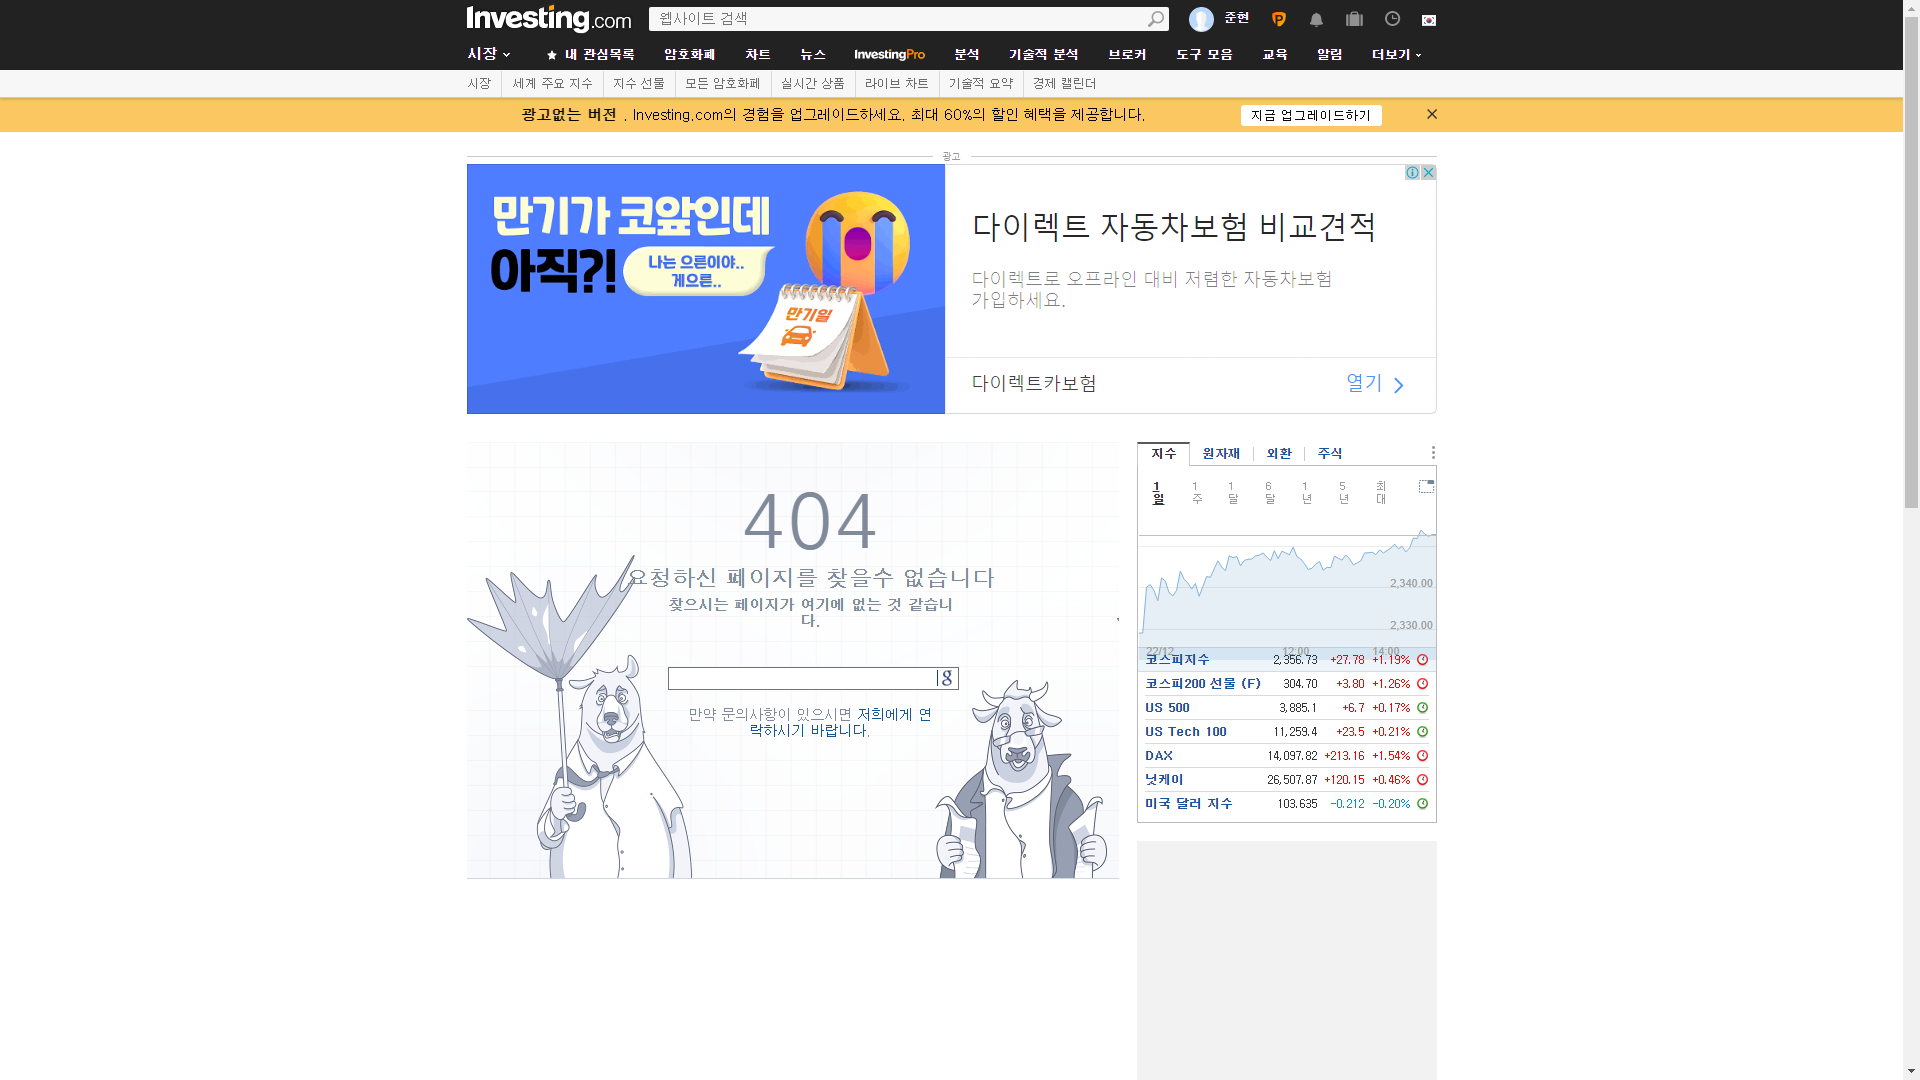 Investing.com
웹사이트 검색
준현
시장
내 관심목록
암호화폐
차트
뉴스
InvestingPro
분석
기술적 분석
브로커
도구 모음
교육
알림
더보기
시장
세계 주요 지수
지수 선물
모든 암호화폐
실시간 상품
라이브 차트
기술적 요약
경제 캘린더
광고없는 버전 . Investing.com의 경험을 업그레이드하세요. 최대 60%의 할인 혜택을 제공합니다.
지금 업그레이드하기
광고
만기가 코앞인데
아직?!
나는 으른이야..
게으른..
만기일
다이렉트 자동차보험 비교견적
다이렉트로 오프라인 대비 저렴한 자동차보험
가입하세요.
다이렉트카보험
열기
404
요청하신 페이지를 찾을수 없습니다
찾으시는 페이지가 여기에 없는 것 같습니
다.
g
만약 문의사항이 있으시면 저희에게 연
락하시기 바랍니다.
지수
원자재
외환
주식
1일
1주
1달
6달
1년
5년
최대
2,340.00
2,330.00
22/12
12:00
14:00
코스피지수 2,356.73 +27.78 +1.19%
코스피200 선물 (F) 304.70 +3.80 +1.26%
US 500 3,885.1 +6.7 +0.17%
US Tech 100 11,259.4 +23.5 +0.21%
DAX 14,097.82 +213.16 +1.54%
닛케이 26,507.87 +120.15 +0.46%
미국 달러 지수 103.635 -0.212 -0.20%